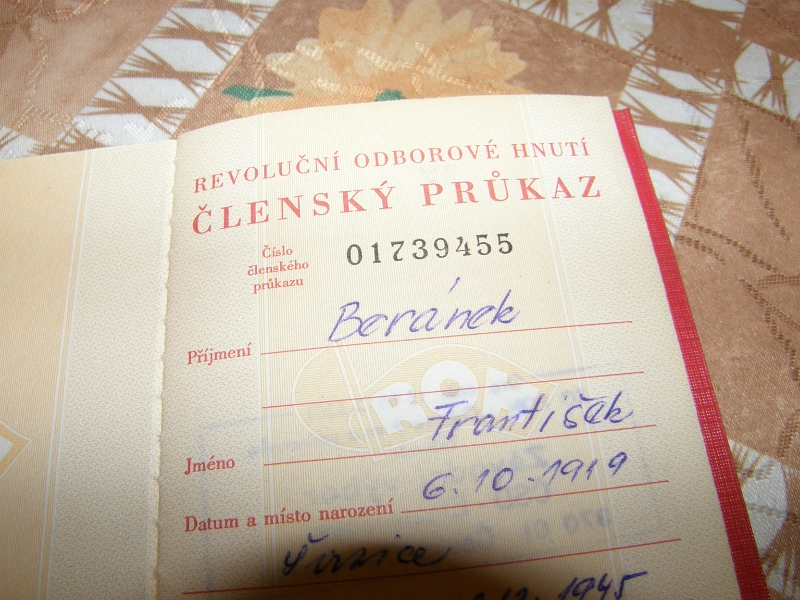 REVOLUČNÍ ODBOROVÉ HNUTÍ
ČLENSKÝ PRŮKAZ
Číslo
členského
průkazu
01739455
Příjmení Beránek
ROH
Jméno František
Datum a místo narození 6.10.1919
1945